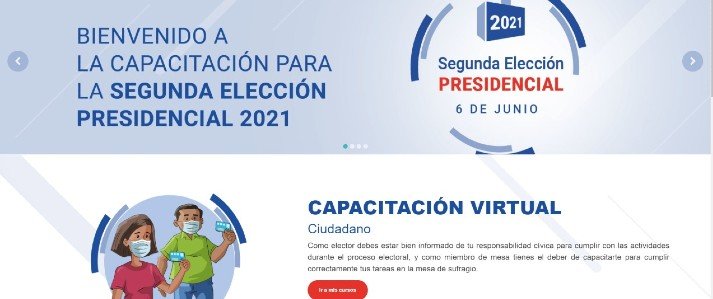 BIENVENIDO A
LA CAPACITACIÓN PARA
LA SEGUNDA ELECCIÓN
PRESIDENCIAL 2021
2021
Segunda Elección
PRESIDENCIAL
6 DE JUNIO
CAPACITACIÓN VIRTUAL
Ciudadano
Como elector debes estar bien informado de tu responsabilidad cívica para cumplir con las actividades
durante el proceso electoral, y como miembro de mesa tienes el deber de capacitarte para cumplir
correctamente tus tareas en la mesa de sufragio.
Ir a mis cursos